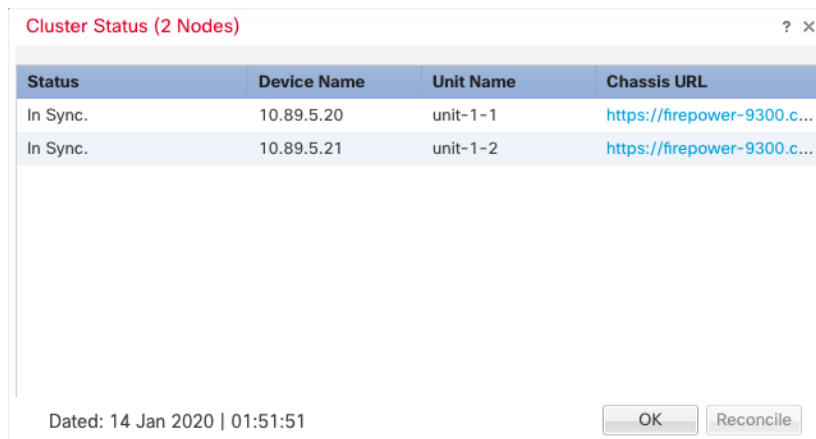 Cluster Status (2 Nodes) ? ×
Status Device Name Unit Name Chassis URL
In Sync. 10.89.5.20 unit-1-1 https://firepower-9300.c...
In Sync. 10.89.5.21 unit-1-2 https://firepower-9300.c...
Dated: 14 Jan 2020 | 01:51:51 OK Reconcile